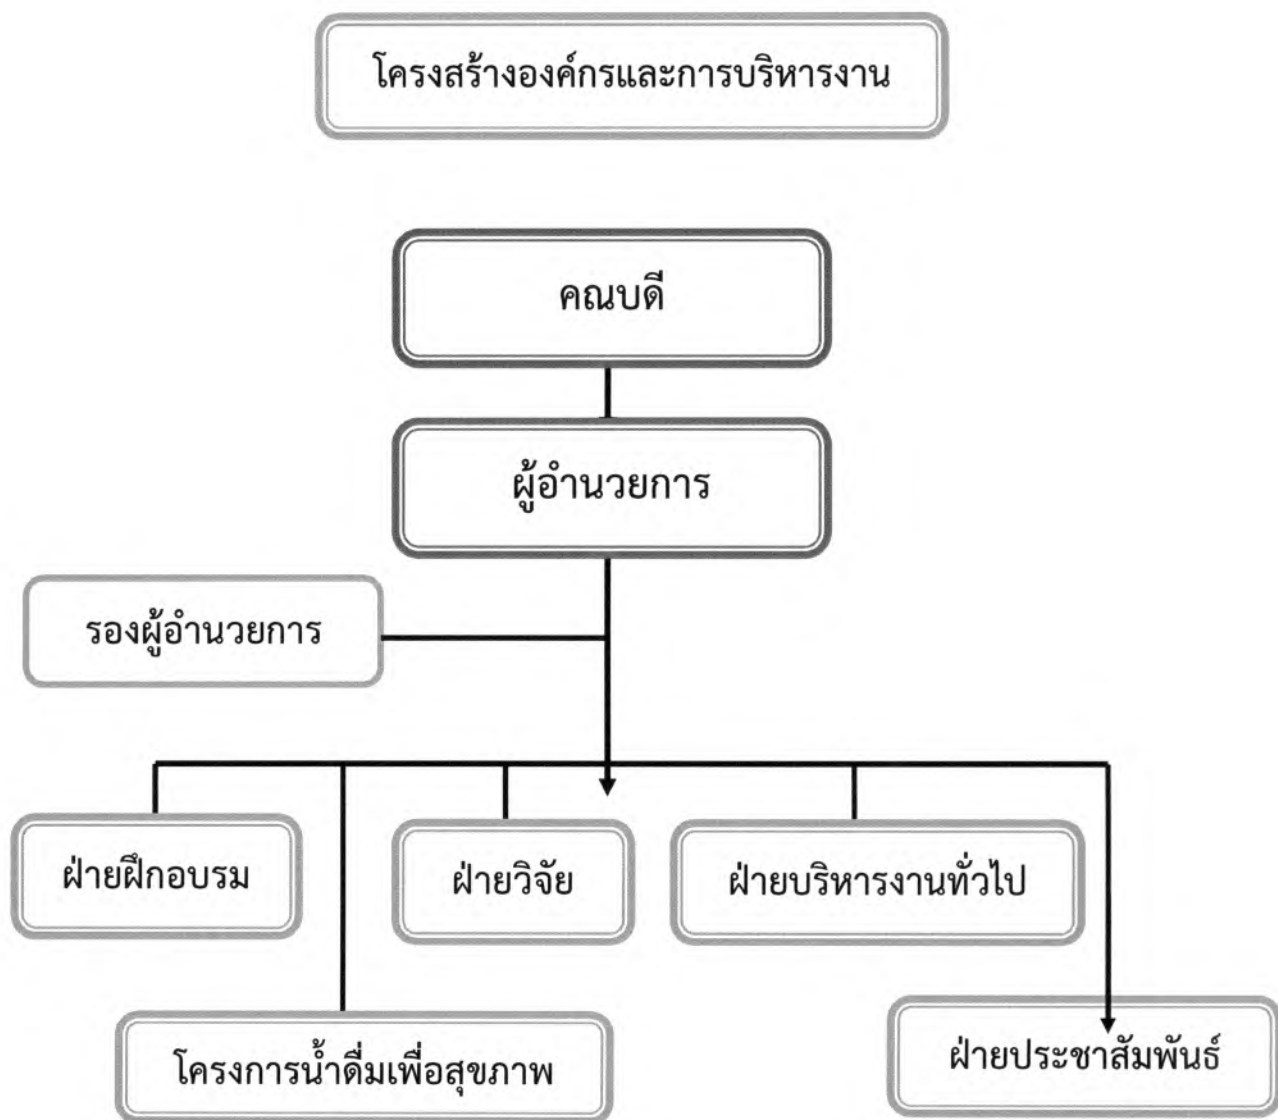 โครงสร้างองค์กรและการบริหารงาน
คณบดี
ผู้อำนวยการ
รองผู้อำนวยการ
ฝ่ายฝึกอบรม
ฝ่ายวิจัย
ฝ่ายบริหารงานทั่วไป
โครงการน้ำดื่มเพื่อสุขภาพ
ฝ่ายประชาสัมพันธ์